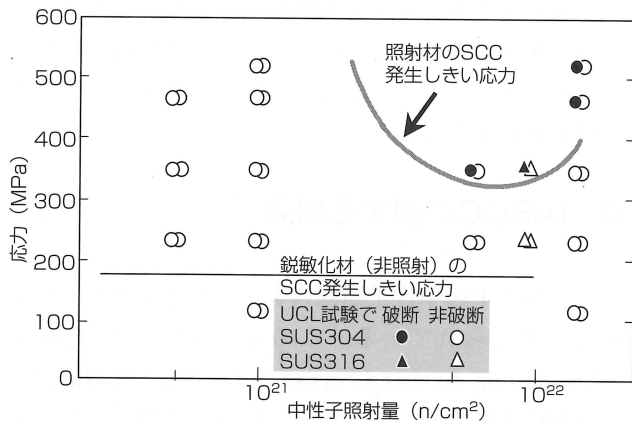 600
500
400
300
200
100
0
応力（MPa）
照射材のSCC
発生しきい応力
鋭敏化材（非照射）の
SCC発生しきい応力
UCL試験で 破断 非破断
SUS304 ● ○
SUS316 ▲ △
10²¹
10²²
中性子照射量（n/cm²）